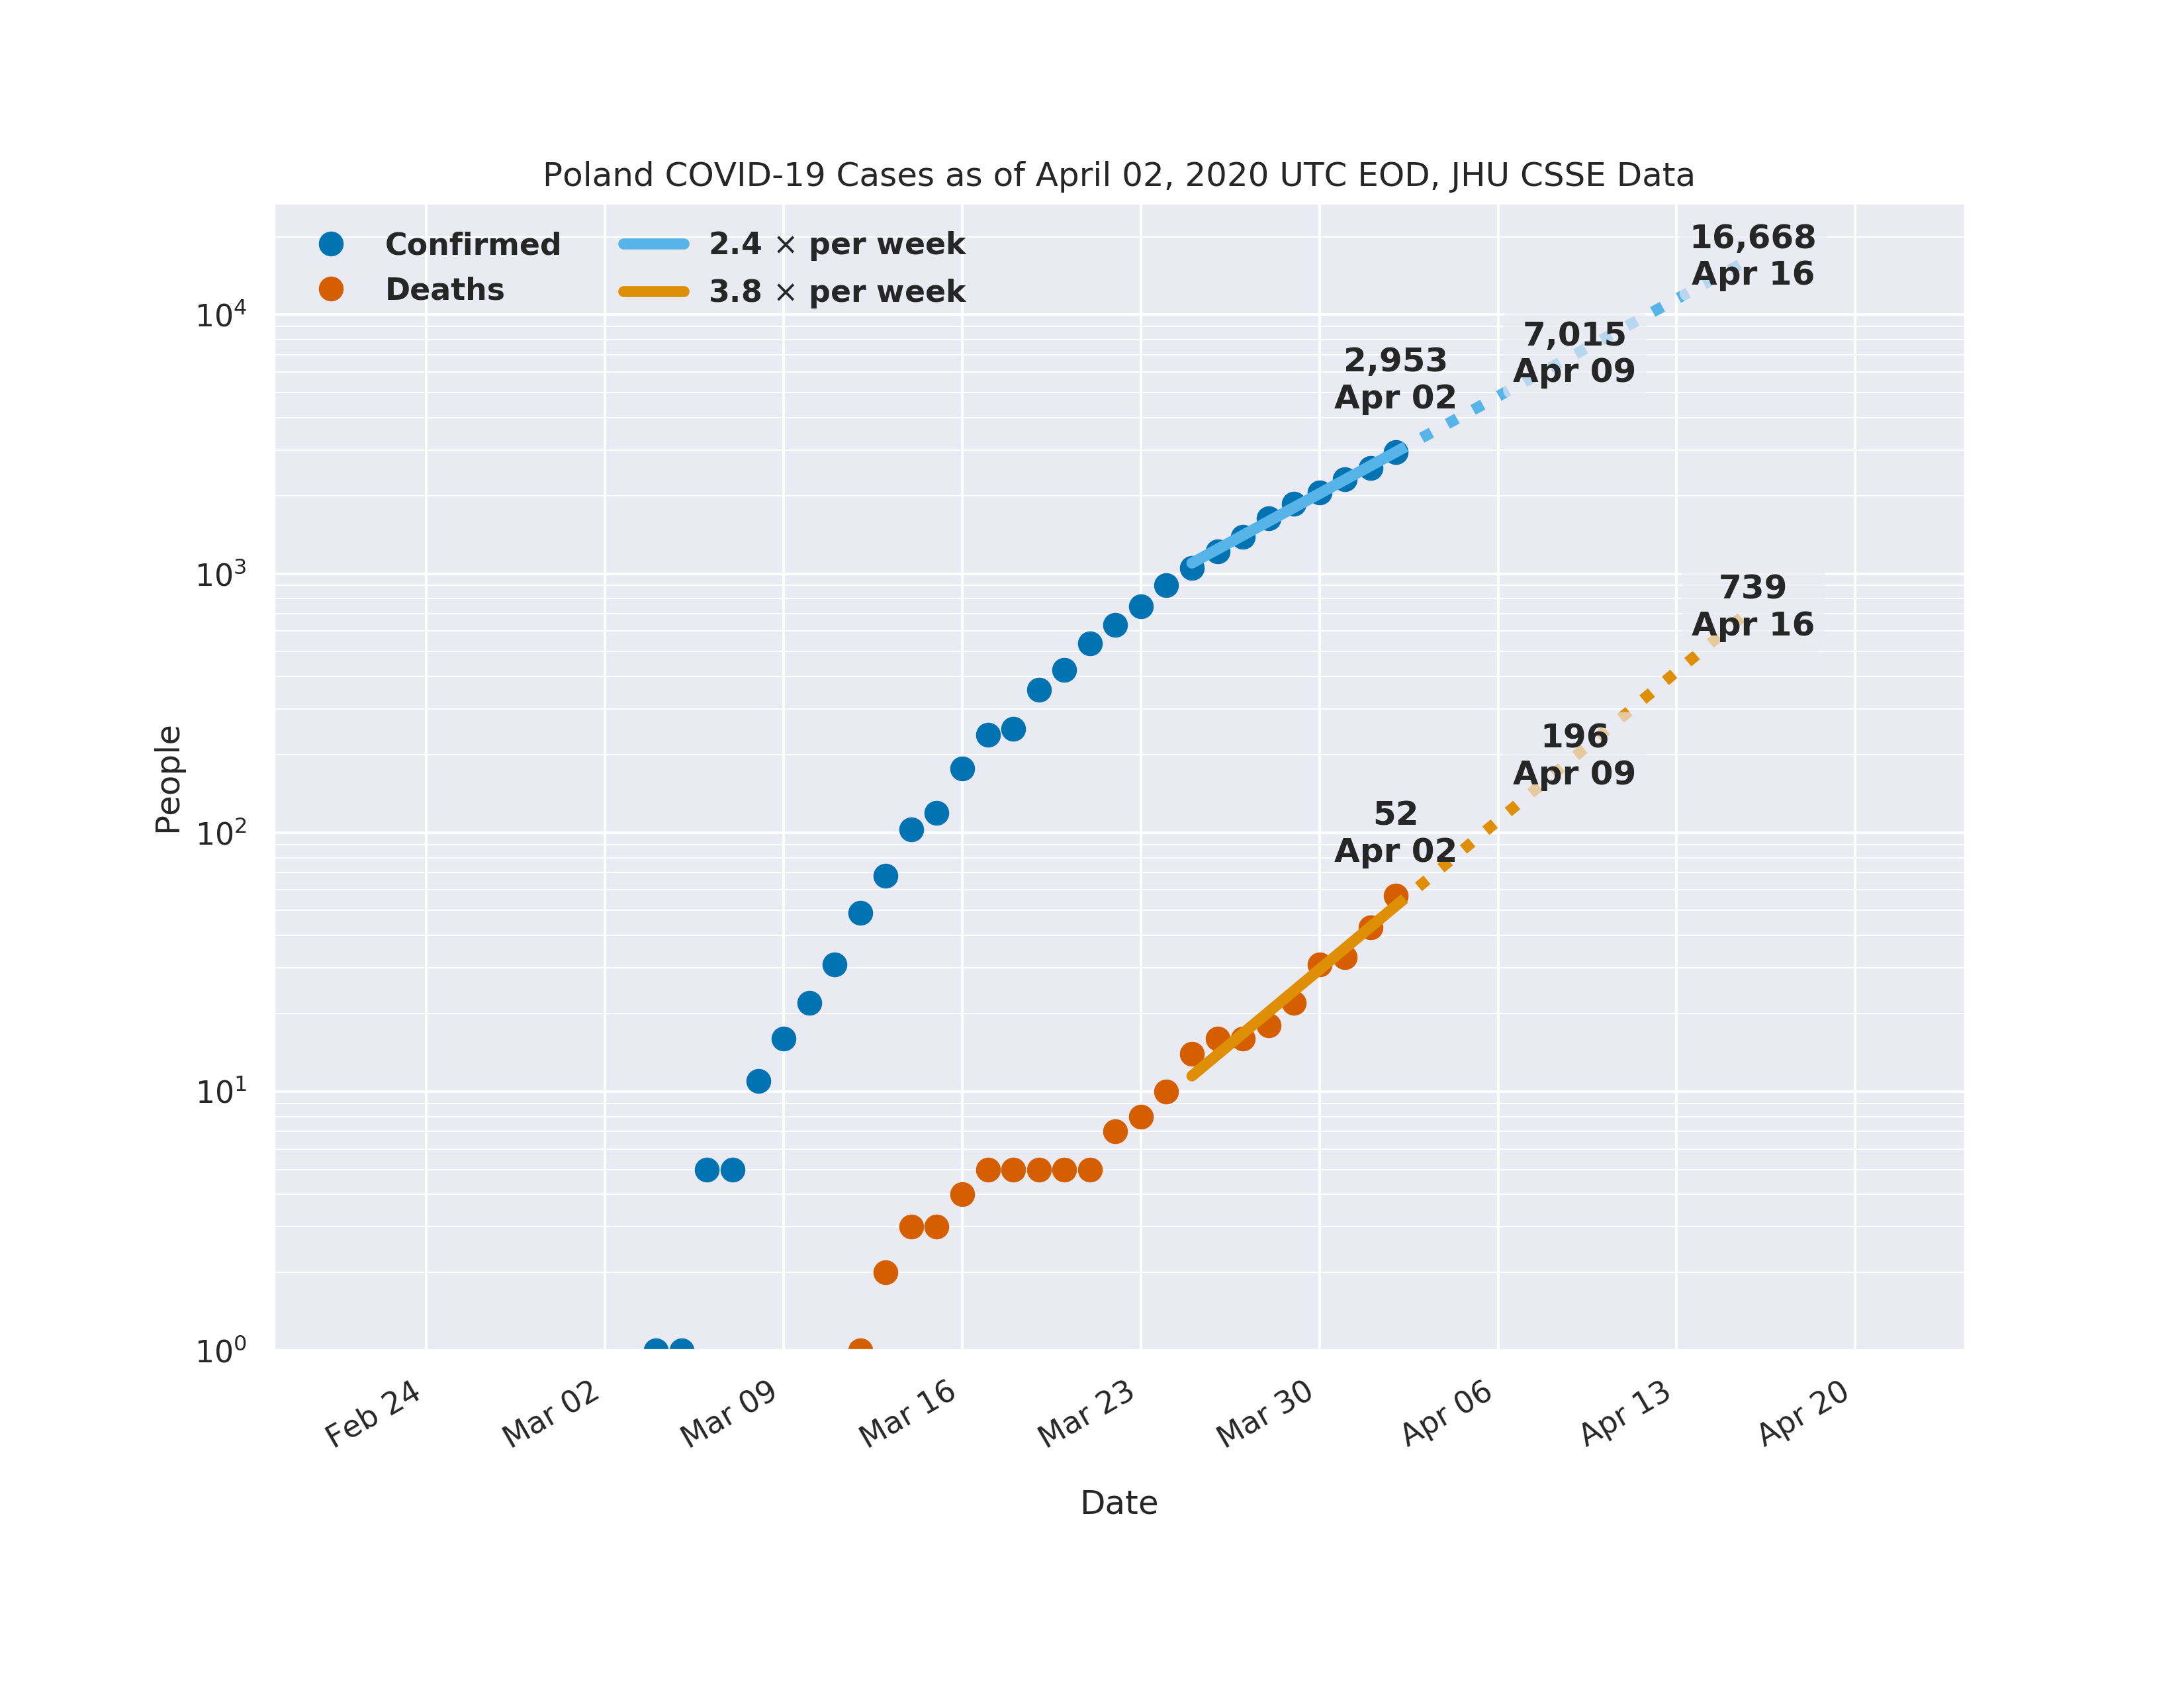 Poland COVID-19 Cases as of April 02, 2020 UTC EOD, JHU CSSE Data
Confirmed
Deaths
2.4 × per week
3.8 × per week
16,668
Apr 16
7,015
Apr 09
2,953
Apr 02
739
Apr 16
196
Apr 09
52
Apr 02
People
10⁴
10³
10²
10¹
10⁰
Feb 24
Mar 02
Mar 09
Mar 16
Mar 23
Mar 30
Apr 06
Apr 13
Apr 20
Date